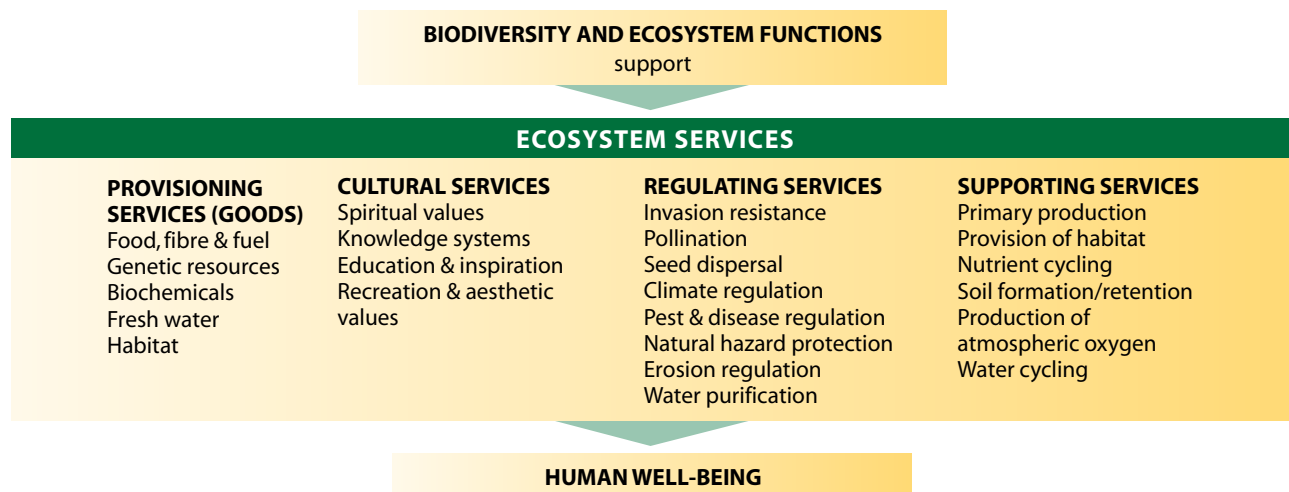 BIODIVERSITY AND ECOSYSTEM FUNCTIONS
support
ECOSYSTEM SERVICES
PROVISIONING
SERVICES (GOODS)
Food, fibre & fuel
Genetic resources
Biochemicals
Fresh water
Habitat
CULTURAL SERVICES
Spiritual values
Knowledge systems
Education & inspiration
Recreation & aesthetic
values
REGULATING SERVICES
Invasion resistance
Pollination
Seed dispersal
Climate regulation
Pest & disease regulation
Natural hazard protection
Erosion regulation
Water purification
SUPPORTING SERVICES
Primary production
Provision of habitat
Nutrient cycling
Soil formation/retention
Production of
atmospheric oxygen
Water cycling
HUMAN WELL-BEING